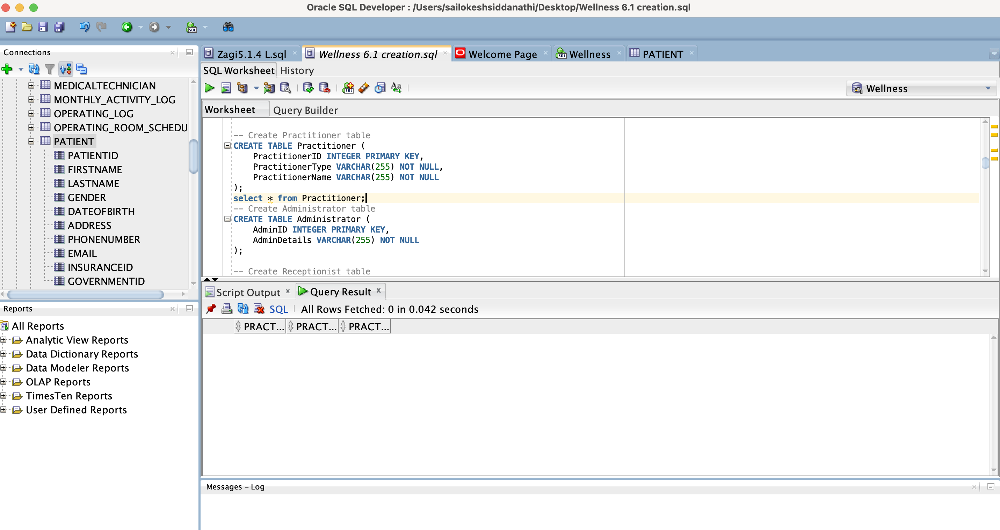 Oracle SQL Developer : /Users/sailokeshsiddanathi/Desktop/Wellness 6.1 creation.sql
Connections
MEDICALTECHNICIAN
MONTHLY_ACTIVITY_LOG
OPERATING_LOG
OPERATING_ROOM_SCHEDU
PATIENT
PATIENTID
FIRSTNAME
LASTNAME
GENDER
DATEOFBIRTH
ADDRESS
PHONENUMBER
EMAIL
INSURANCEID
GOVERNMENTID
Reports
All Reports
Analytic View Reports
Data Dictionary Reports
Data Modeler Reports
OLAP Reports
TimesTen Reports
User Defined Reports
Zagi5.1.4 L.sql
Wellness 6.1 creation.sql
Welcome Page
Wellness
PATIENT
SQL Worksheet
History
Wellness
Worksheet
Query Builder
-- Create Practitioner table
CREATE TABLE Practitioner (
PractitionerID INTEGER PRIMARY KEY,
PractitionerType VARCHAR(255) NOT NULL,
PractitionerName VARCHAR(255) NOT NULL
);
select * from Practitioner;
-- Create Administrator table
CREATE TABLE Administrator (
AdminID INTEGER PRIMARY KEY,
AdminDetails VARCHAR(255) NOT NULL
);
-- Create Receptionist table
Script Output
Query Result
SQL
All Rows Fetched: 0 in 0.042 seconds
PRACT... PRACT... PRACT...
Messages - Log